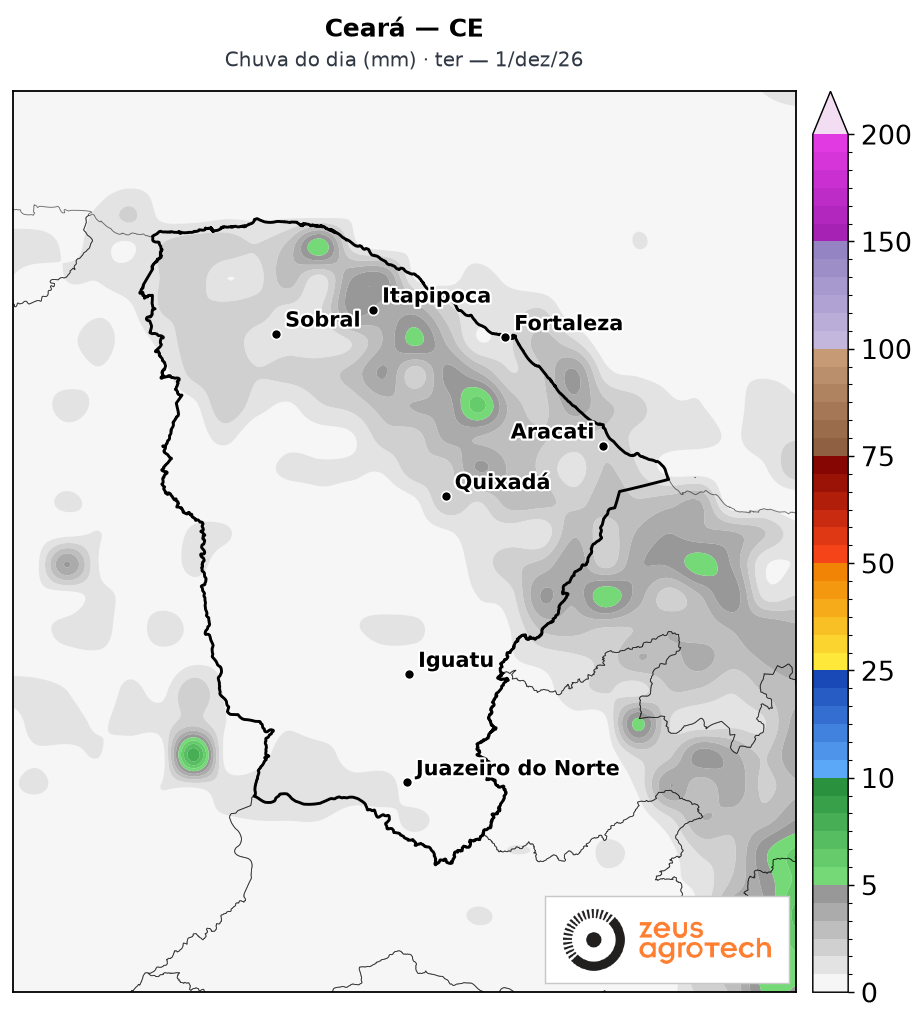 Ceará — CE
Chuva do dia (mm) · ter — 1/dez/26
200
150
100
75
50
25
10
5
0
Itapipoca
Sobral
Fortaleza
Aracati
Quixadá
Iguatu
Juazeiro do Norte
zeus
agrotech